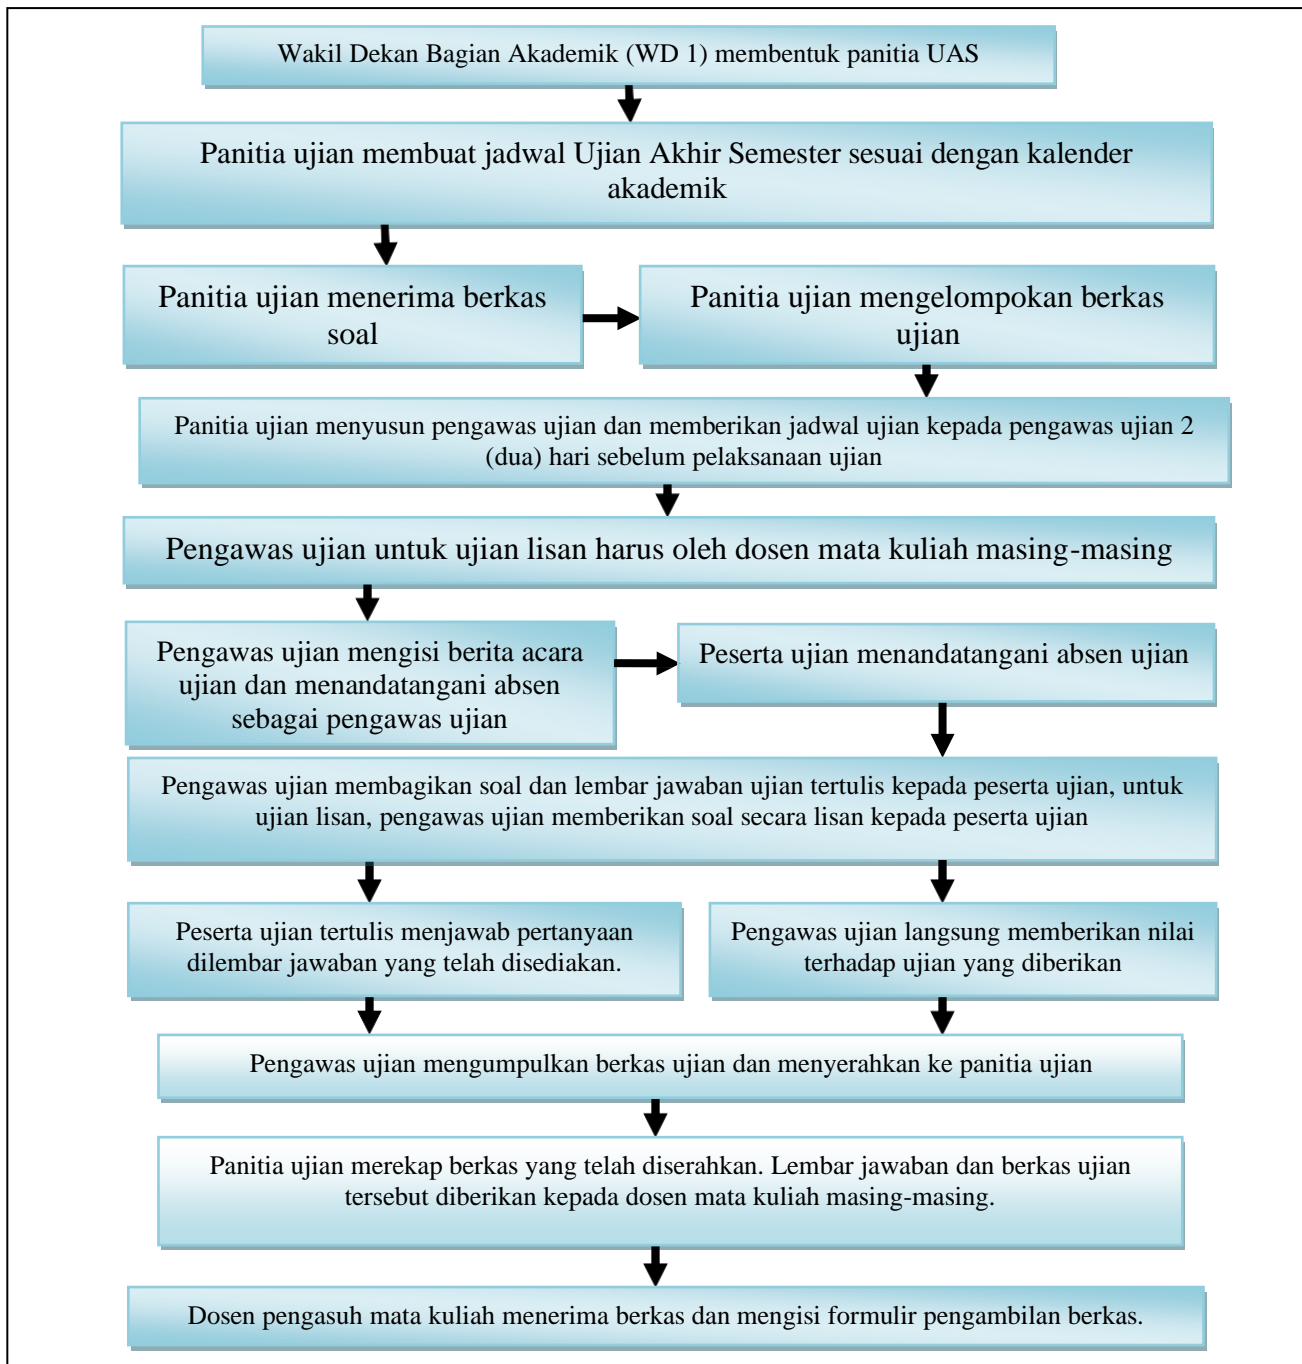 Wakil Dekan Bagian Akademik (WD 1) membentuk panitia UAS
Panitia ujian membuat jadwal Ujian Akhir Semester sesuai dengan kalender
akademik
Panitia ujian menerima berkas
soal
Panitia ujian mengelompokan berkas
ujian
Panitia ujian menyusun pengawas ujian dan memberikan jadwal ujian kepada pengawas ujian 2
(dua) hari sebelum pelaksanaan ujian
Pengawas ujian untuk ujian lisan harus oleh dosen mata kuliah masing-masing
Pengawas ujian mengisi berita acara
ujian dan menandatangani absen
sebagai pengawas ujian
Peserta ujian menandatangani absen ujian
Pengawas ujian membagikan soal dan lembar jawaban ujian tertulis kepada peserta ujian, untuk
ujian lisan, pengawas ujian memberikan soal secara lisan kepada peserta ujian
Peserta ujian tertulis menjawab pertanyaan
dilembar jawaban yang telah disediakan.
Pengawas ujian langsung memberikan nilai
terhadap ujian yang diberikan
Pengawas ujian mengumpulkan berkas ujian dan menyerahkan ke panitia ujian
Panitia ujian merekap berkas yang telah diserahkan. Lembar jawaban dan berkas ujian
tersebut diberikan kepada dosen mata kuliah masing-masing.
Dosen pengasuh mata kuliah menerima berkas dan mengisi formulir pengambilan berkas.